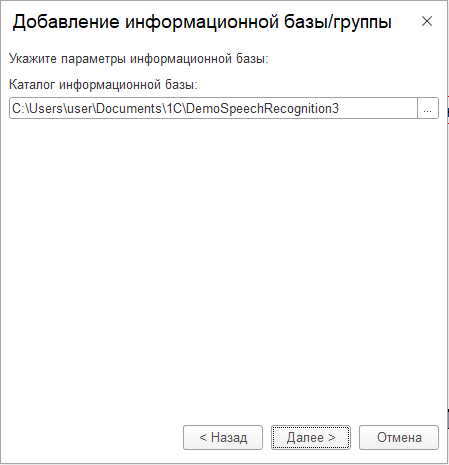 Добавление информационной базы/группы
Укажите параметры информационной базы:
Каталог информационной базы:
C:\Users\user\Documents\1C\DemoSpeechRecognition3 ...
< Назад Далее > Отмена